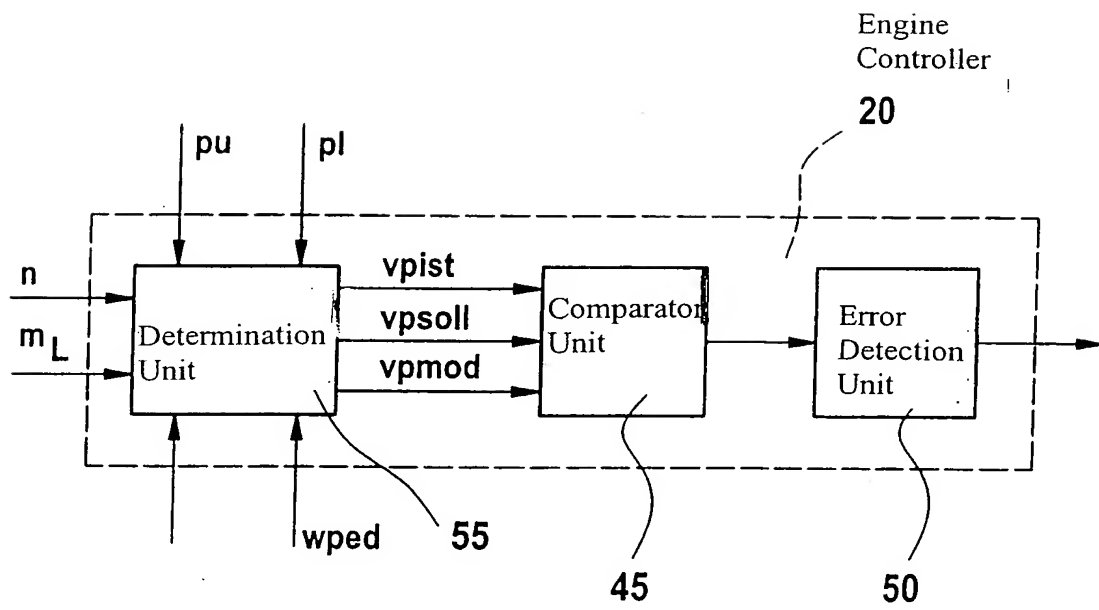 Engine
Controller
20
pu
pl
n
m_L
Determination
Unit
vpist
vpsoll
vpmod
Comparator
Unit
Error
Detection
Unit
wped
55
45
50